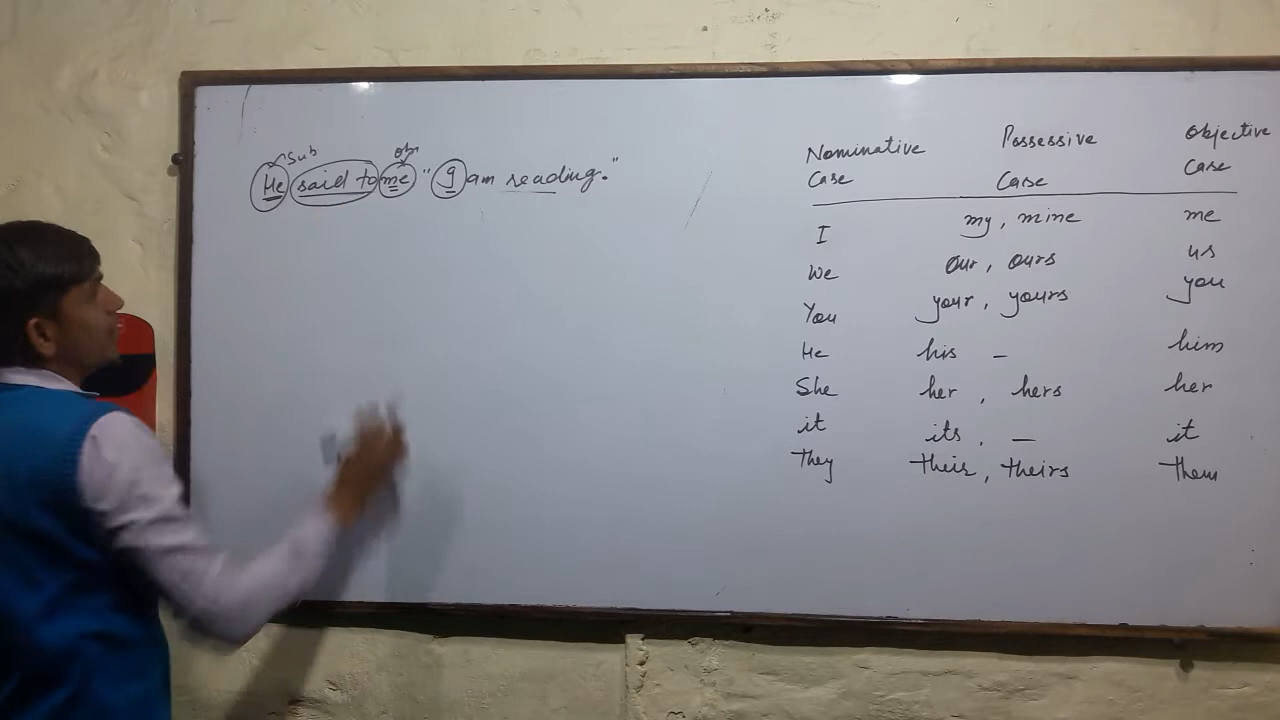 Sub obj
He said to me "I am reading."
Nominative Case Possessive Case Objective Case
I my, mine me
We our, ours us
You your, yours you
He his - him
She her, hers her
it its, - it
They their, theirs them